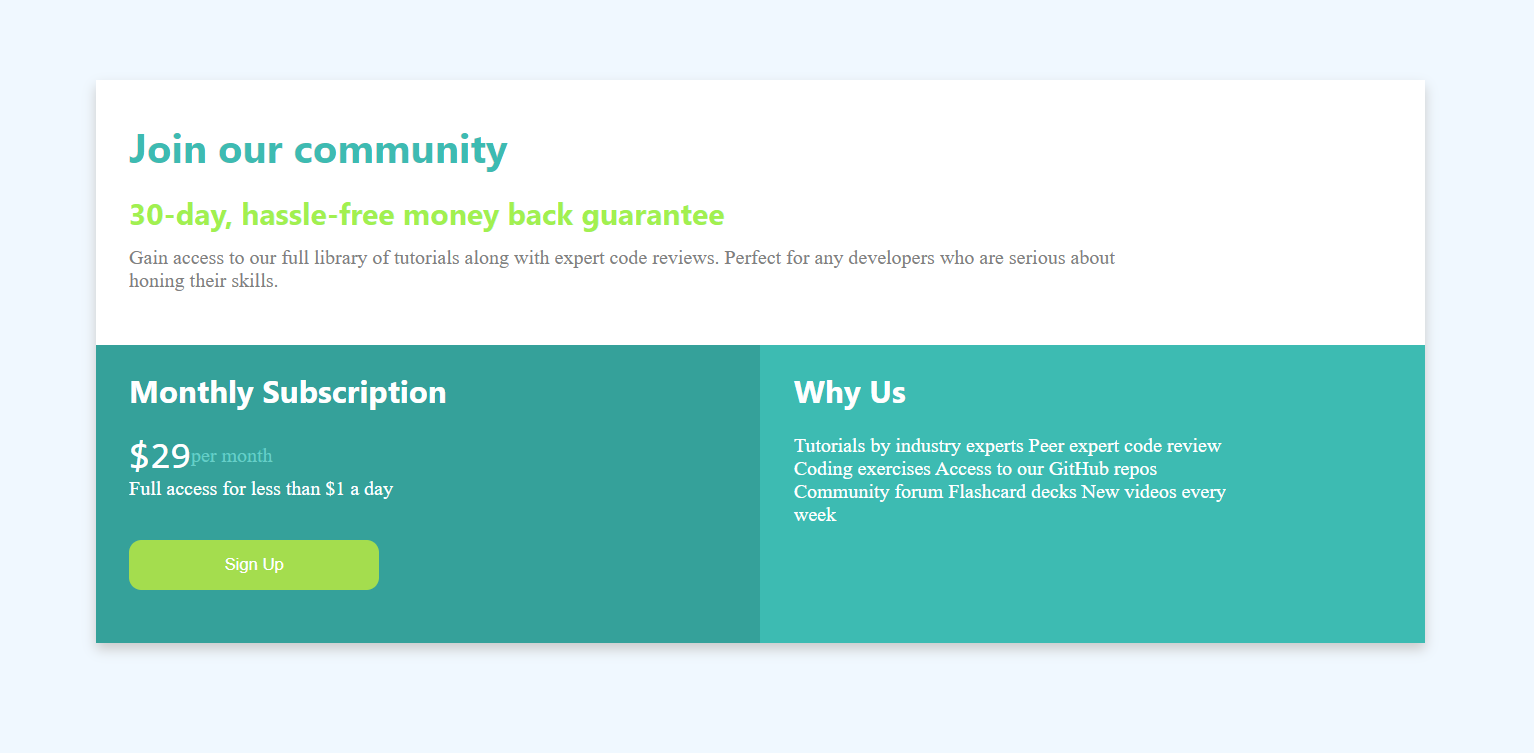 Join our community
30-day, hassle-free money back guarantee
Gain access to our full library of tutorials along with expert code reviews. Perfect for any developers who are serious about
honing their skills.
Monthly Subscription
$29per month
Full access for less than $1 a day
Sign Up
Why Us
Tutorials by industry experts Peer expert code review
Coding exercises Access to our GitHub repos
Community forum Flashcard decks New videos every
week